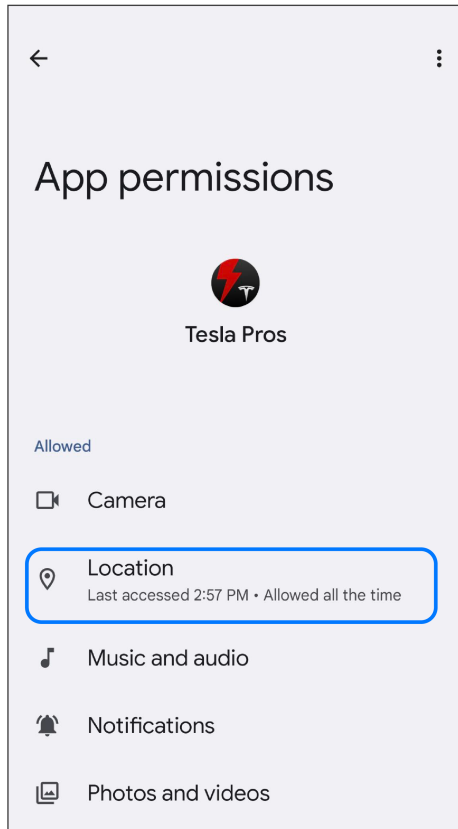 App permissions
Tesla Pros
Allowed
Camera
Location
Last accessed 2:57 PM • Allowed all the time
Music and audio
Notifications
Photos and videos